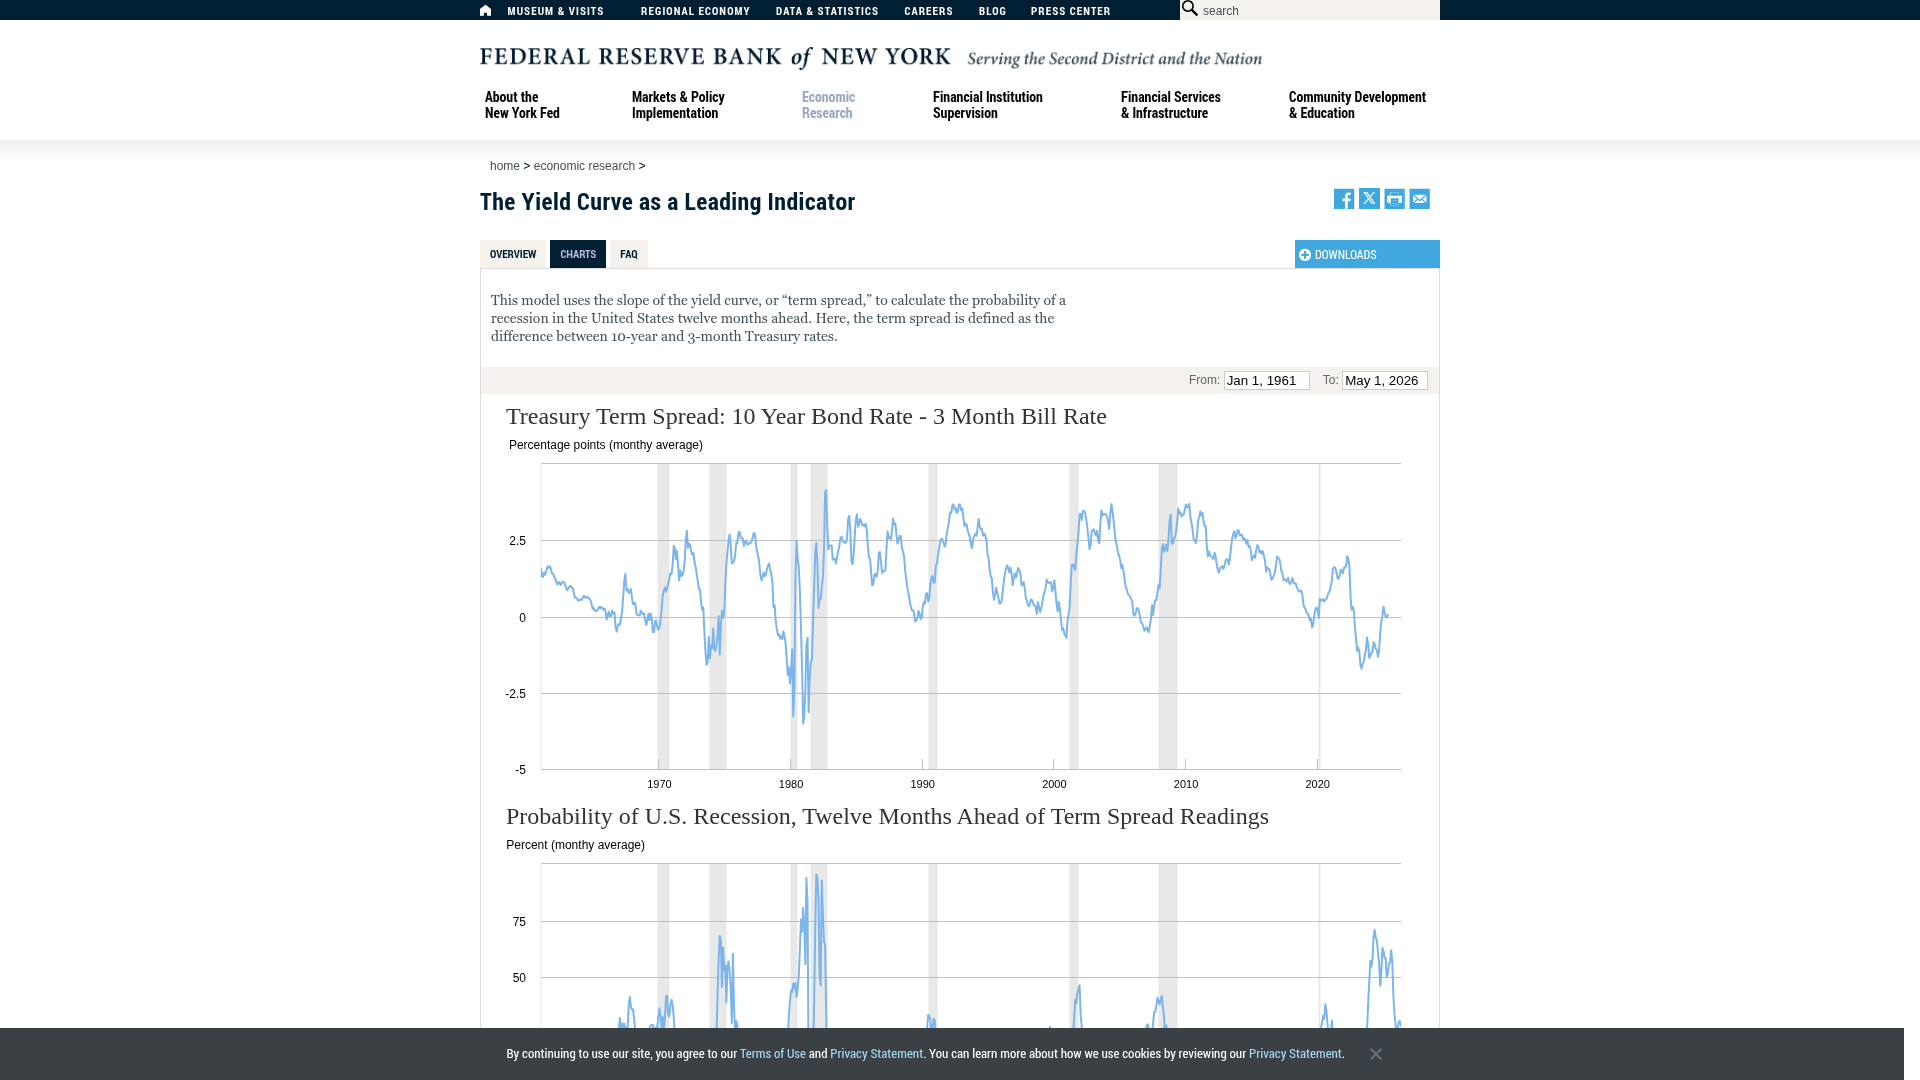 MUSEUM & VISITS REGIONAL ECONOMY DATA & STATISTICS CAREERS BLOG PRESS CENTER search
FEDERAL RESERVE BANK of NEW YORK Serving the Second District and the Nation
About the
New York Fed
Markets & Policy
Implementation
Economic
Research
Financial Institution
Supervision
Financial Services
& Infrastructure
Community Development
& Education
home > economic research >
The Yield Curve as a Leading Indicator
OVERVIEW CHARTS FAQ DOWNLOADS
This model uses the slope of the yield curve, or “term spread,” to calculate the probability of a
recession in the United States twelve months ahead. Here, the term spread is defined as the
difference between 10-year and 3-month Treasury rates.
From: Jan 1, 1961 To: May 1, 2026
Treasury Term Spread: 10 Year Bond Rate - 3 Month Bill Rate
Percentage points (monthy average)
2.5
0
-2.5
-5
1970 1980 1990 2000 2010 2020
Probability of U.S. Recession, Twelve Months Ahead of Term Spread Readings
Percent (monthy average)
75
50
By continuing to use our site, you agree to our Terms of Use and Privacy Statement. You can learn more about how we use cookies by reviewing our Privacy Statement.